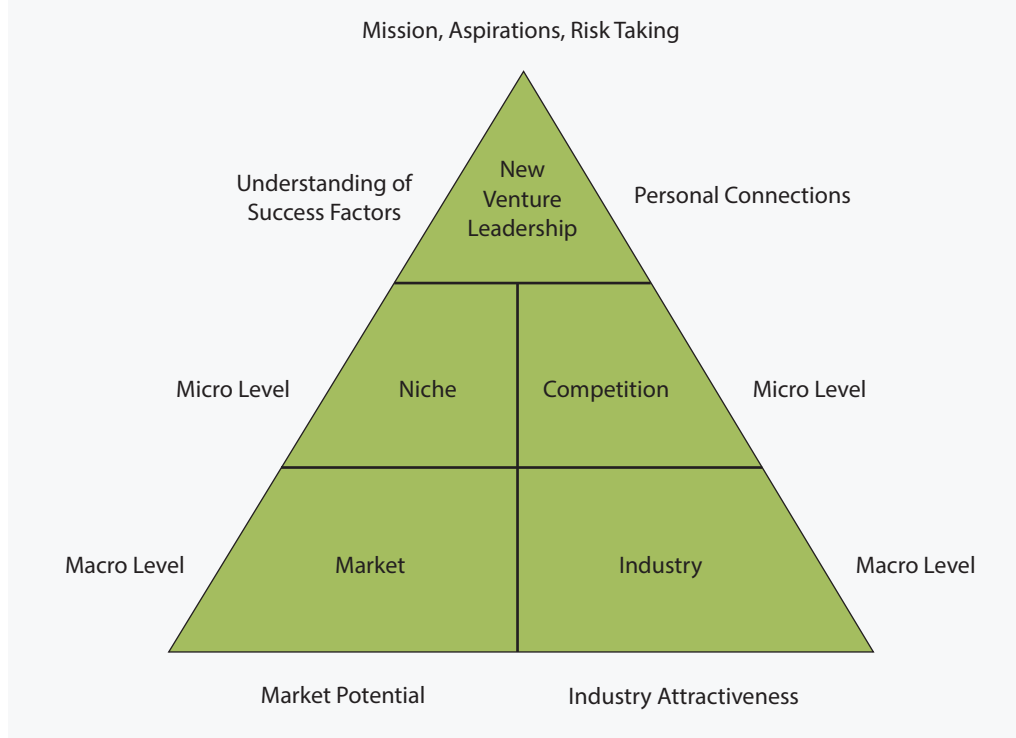 Mission, Aspirations, Risk Taking
New
Venture
Leadership
Understanding of
Success Factors
Personal Connections
Micro Level
Niche
Competition
Micro Level
Macro Level
Market
Industry
Macro Level
Market Potential
Industry Attractiveness